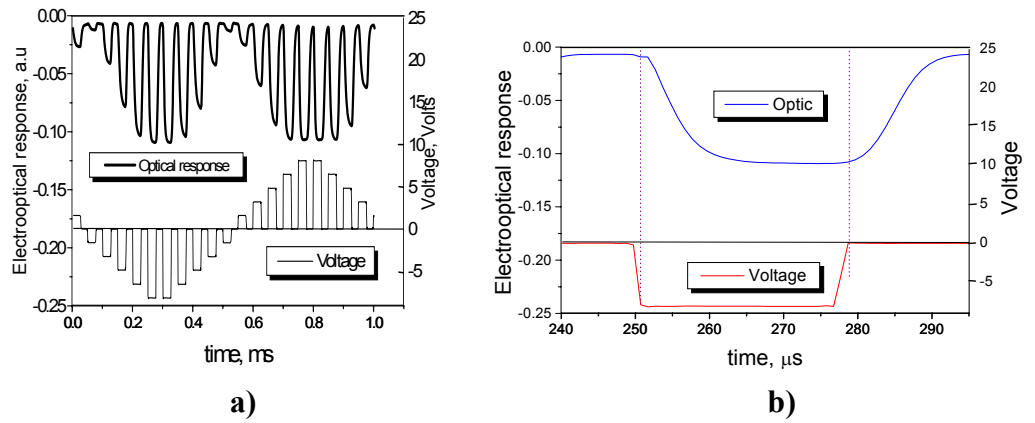 0.00
-0.05
-0.10
-0.15
-0.20
-0.25
Electrooptical response, a.u
25
20
15
10
5
0
-5
Voltage, Volts
Optical response
Voltage
0.0 0.2 0.4 0.6 0.8 1.0
time, ms
a)
0.00
-0.05
-0.10
-0.15
-0.20
-0.25
Electrooptical response
25
20
15
10
5
0
-5
Voltage
Optic
Voltage
240 250 260 270 280 290
time, μs
b)